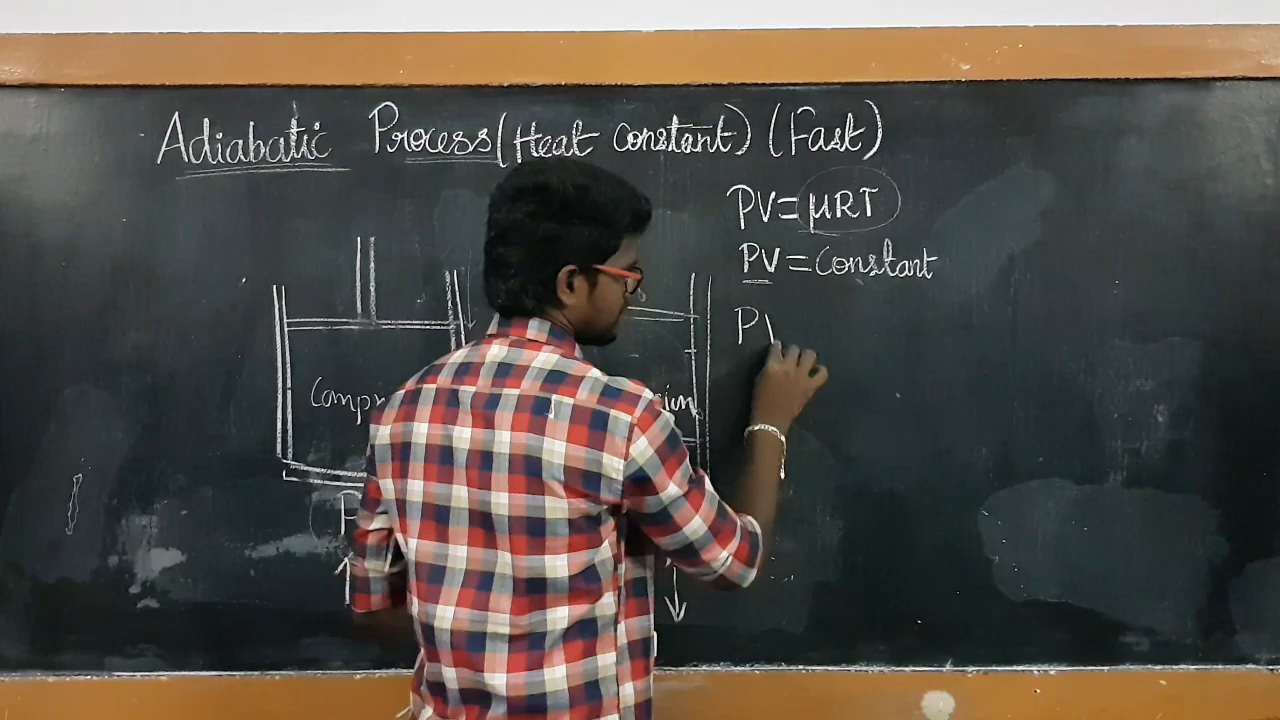 Adiabatic Process (Heat constant) (Fast)
PV = μRT
PV = Constant
P